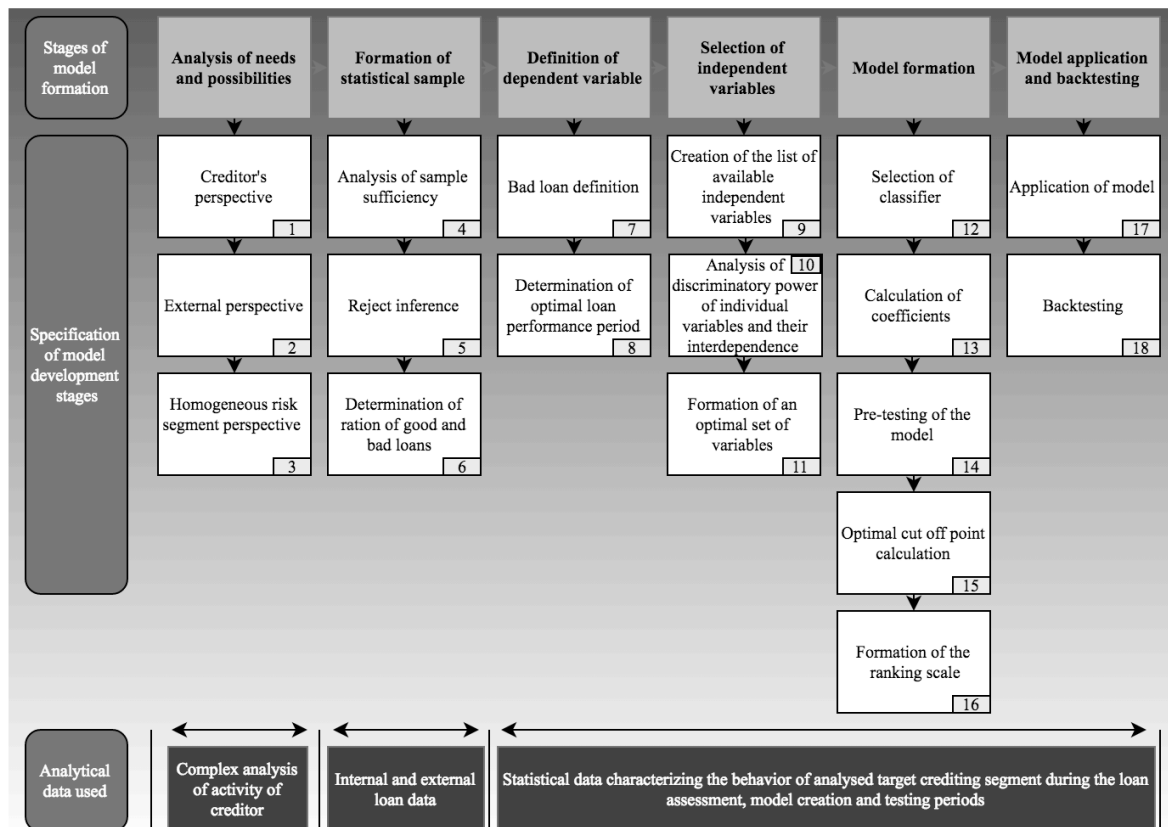 Stages of
model
formation
Analysis of needs
and possibilities
Formation of
statistical sample
Definition of
dependent variable
Selection of
independent
variables
Model formation
Model application
and backtesting
Specification
of model
development
stages
Creditor's
perspective
1
External perspective
2
Homogeneous risk
segment perspective
3
Analysis of sample
sufficiency
4
Reject inference
5
Determination of
ration of good and
bad loans
6
Bad loan definition
7
Determination of
optimal loan
performance period
8
Creation of the list of
available
independent
variables
9
Analysis of
10
discriminatory power
of individual
variables and their
interdependence
Formation of an
optimal set of
variables
11
Selection of
classifier
12
Calculation of
coefficients
13
Pre-testing of the
model
14
Optimal cut off point
calculation
15
Formation of the
ranking scale
16
Application of model
17
Backtesting
18
Analytical
data used
Complex analysis
of activity of
creditor
Internal and external
loan data
Statistical data characterizing the behavior of analysed target crediting segment during the loan
assessment, model creation and testing periods